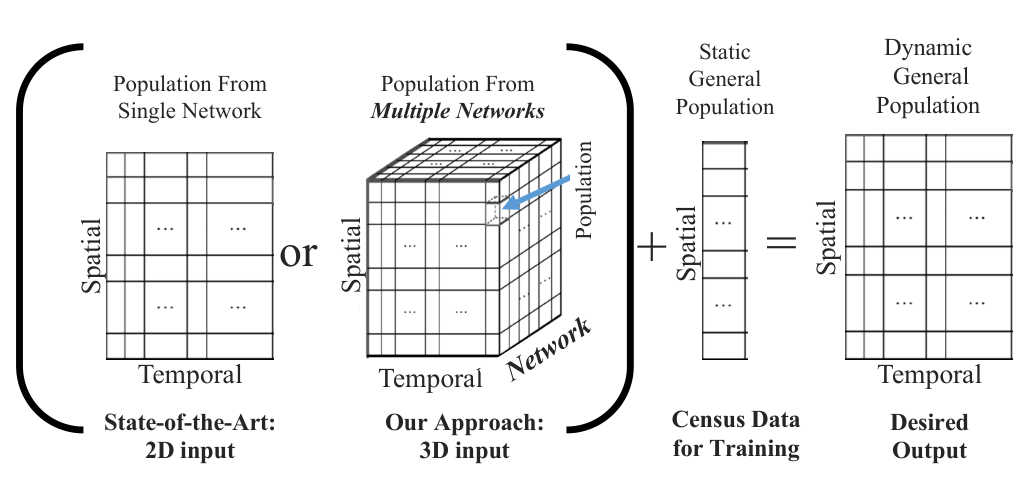 Population From
Single Network
Spatial
...
...
...
...
Temporal
State-of-the-Art:
2D input
or
Population From
Multiple Networks
Spatial
...
...
...
...
...
...
...
...
...
...
Population
Temporal
Network
Our Approach:
3D input
+
Static
General
Population
Spatial
...
...
Census Data
for Training
=
Dynamic
General
Population
Spatial
...
...
...
...
Temporal
Desired
Output